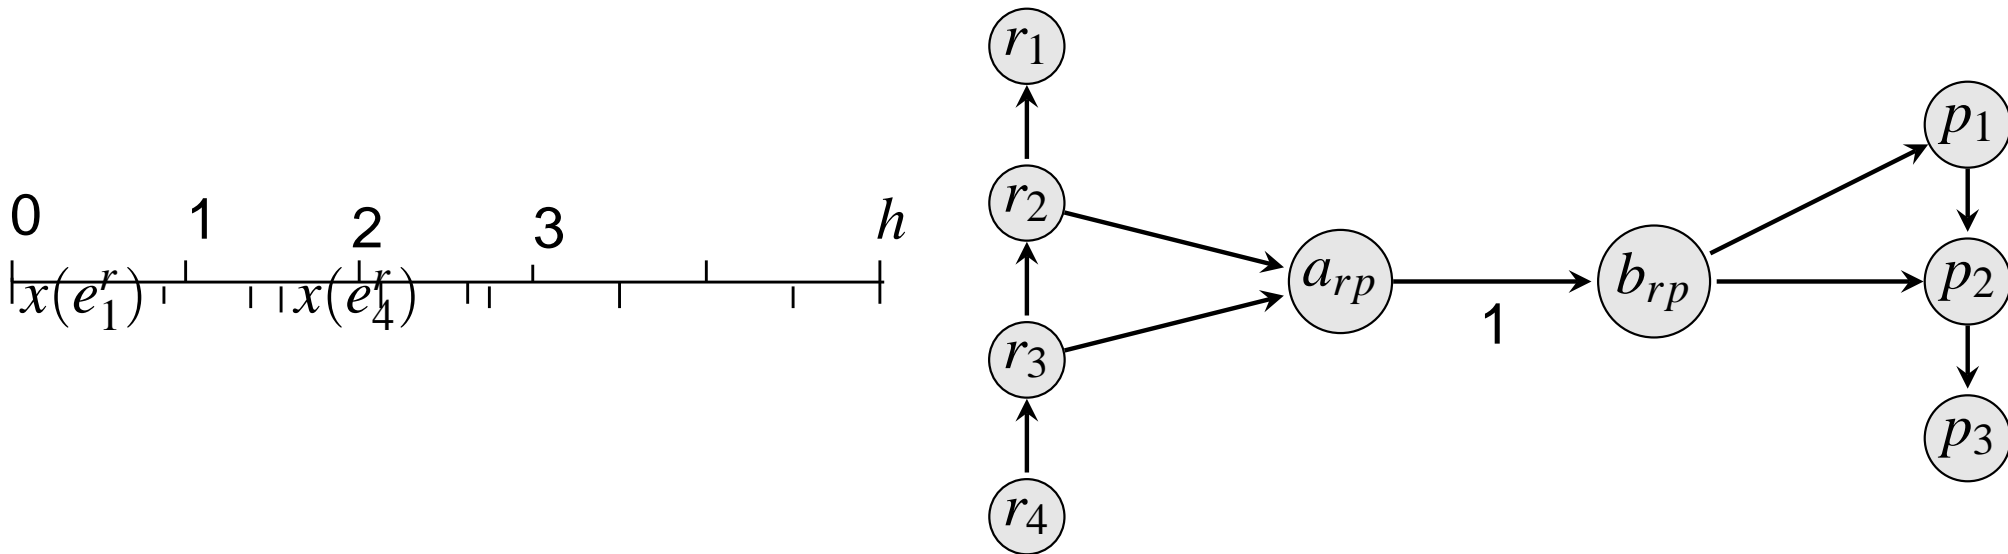 0 1 2 3 h
x(e₁ʳ) x(e₄ʳ)
r₁
r₂
r₃
r₄
aᵣₚ
1
bᵣₚ
p₁
p₂
p₃